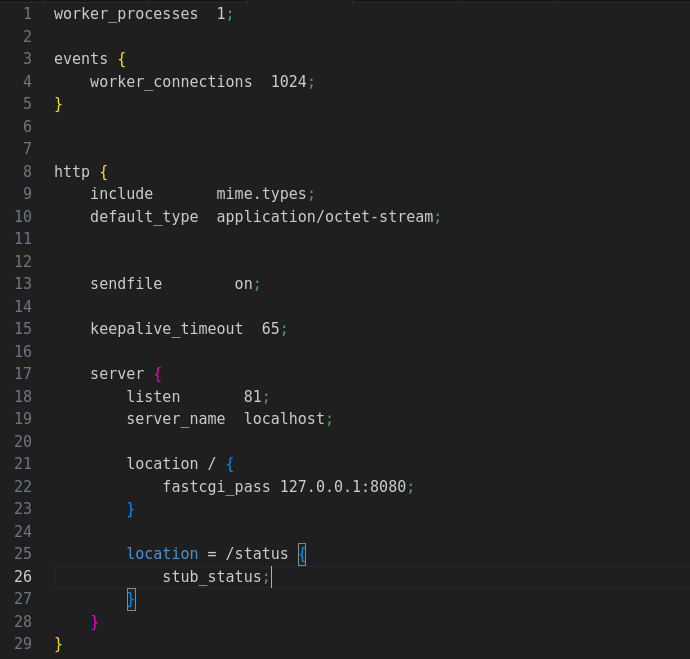 1 worker_processes  1;
2
3 events {
4     worker_connections  1024;
5 }
6
7
8 http {
9     include       mime.types;
10     default_type  application/octet-stream;
11
12
13     sendfile        on;
14
15     keepalive_timeout  65;
16
17     server {
18         listen       81;
19         server_name  localhost;
20
21         location / {
22             fastcgi_pass 127.0.0.1:8080;
23         }
24
25         location = /status {
26             stub_status;
27         }
28     }
29 }